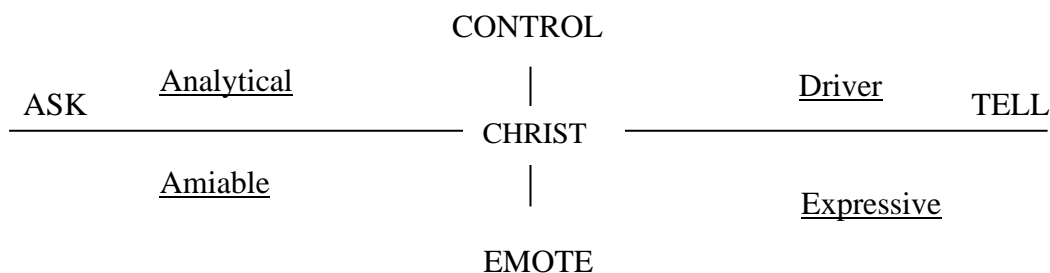 CONTROL
Analytical Driver
ASK TELL
CHRIST
Amiable
Expressive
EMOTE